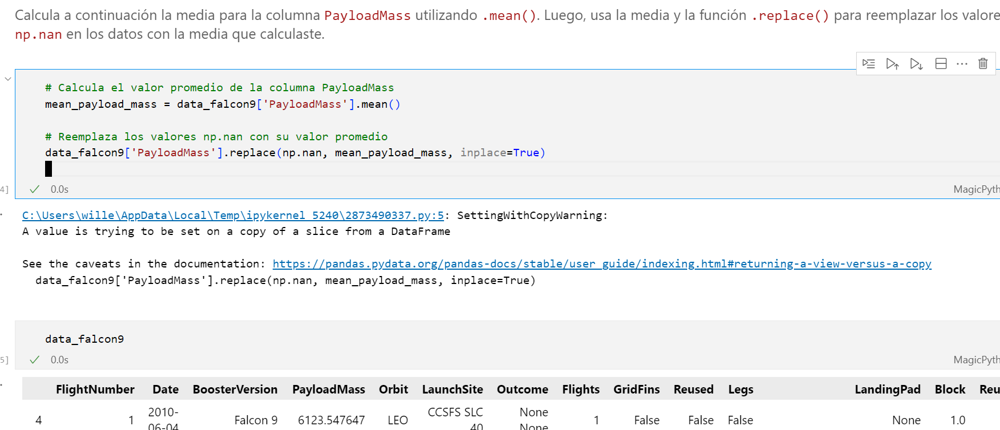 Calcula a continuación la media para la columna PayloadMass utilizando .mean(). Luego, usa la media y la función .replace() para reemplazar los valore
np.nan en los datos con la media que calculaste.
# Calcula el valor promedio de la columna PayloadMass
mean_payload_mass = data_falcon9['PayloadMass'].mean()
# Reemplaza los valores np.nan con su valor promedio
data_falcon9['PayloadMass'].replace(np.nan, mean_payload_mass, inplace=True)
4] 0.0s MagicPyth
C:\Users\wille\AppData\Local\Temp\ipykernel_5240\2873490337.py:5: SettingWithCopyWarning:
A value is trying to be set on a copy of a slice from a DataFrame
See the caveats in the documentation: https://pandas.pydata.org/pandas-docs/stable/user_guide/indexing.html#returning-a-view-versus-a-copy
data_falcon9['PayloadMass'].replace(np.nan, mean_payload_mass, inplace=True)
data_falcon9
5] 0.0s MagicPyth
FlightNumber Date BoosterVersion PayloadMass Orbit LaunchSite Outcome Flights GridFins Reused Legs LandingPad Block Reu
4 1 2010-06-04 Falcon 9 6123.547647 LEO CCSFS SLC 40 None None 1 False False False None 1.0